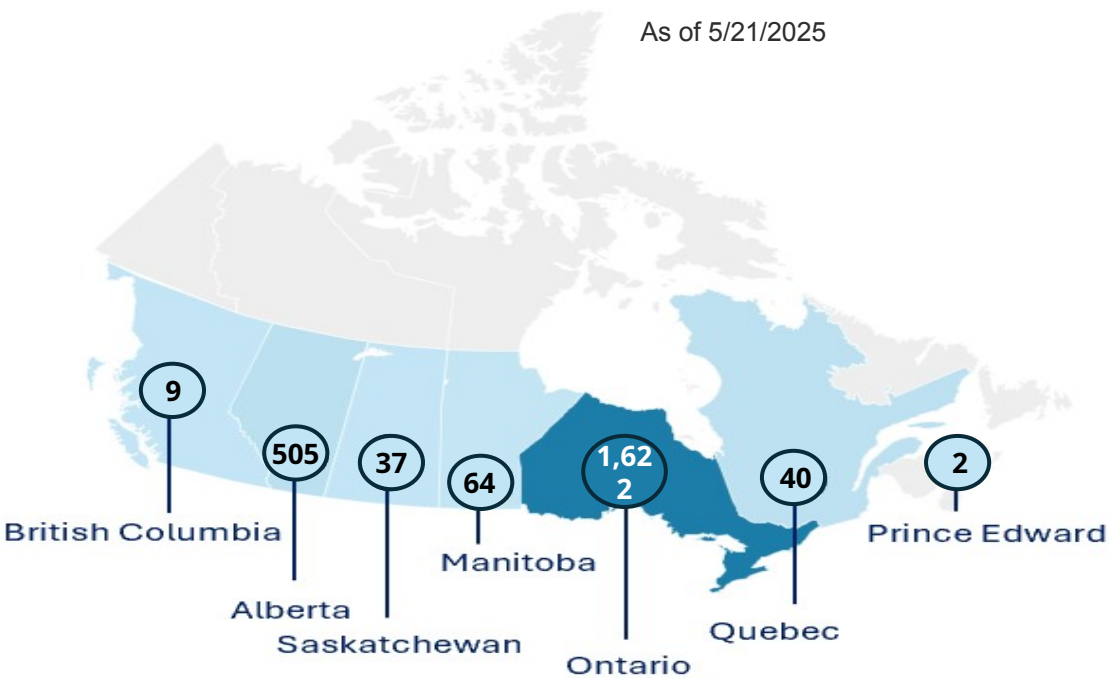 As of 5/21/2025
9
British Columbia
505
Alberta
37
Saskatchewan
64
Manitoba
1,62
2
Ontario
40
Quebec
2
Prince Edward